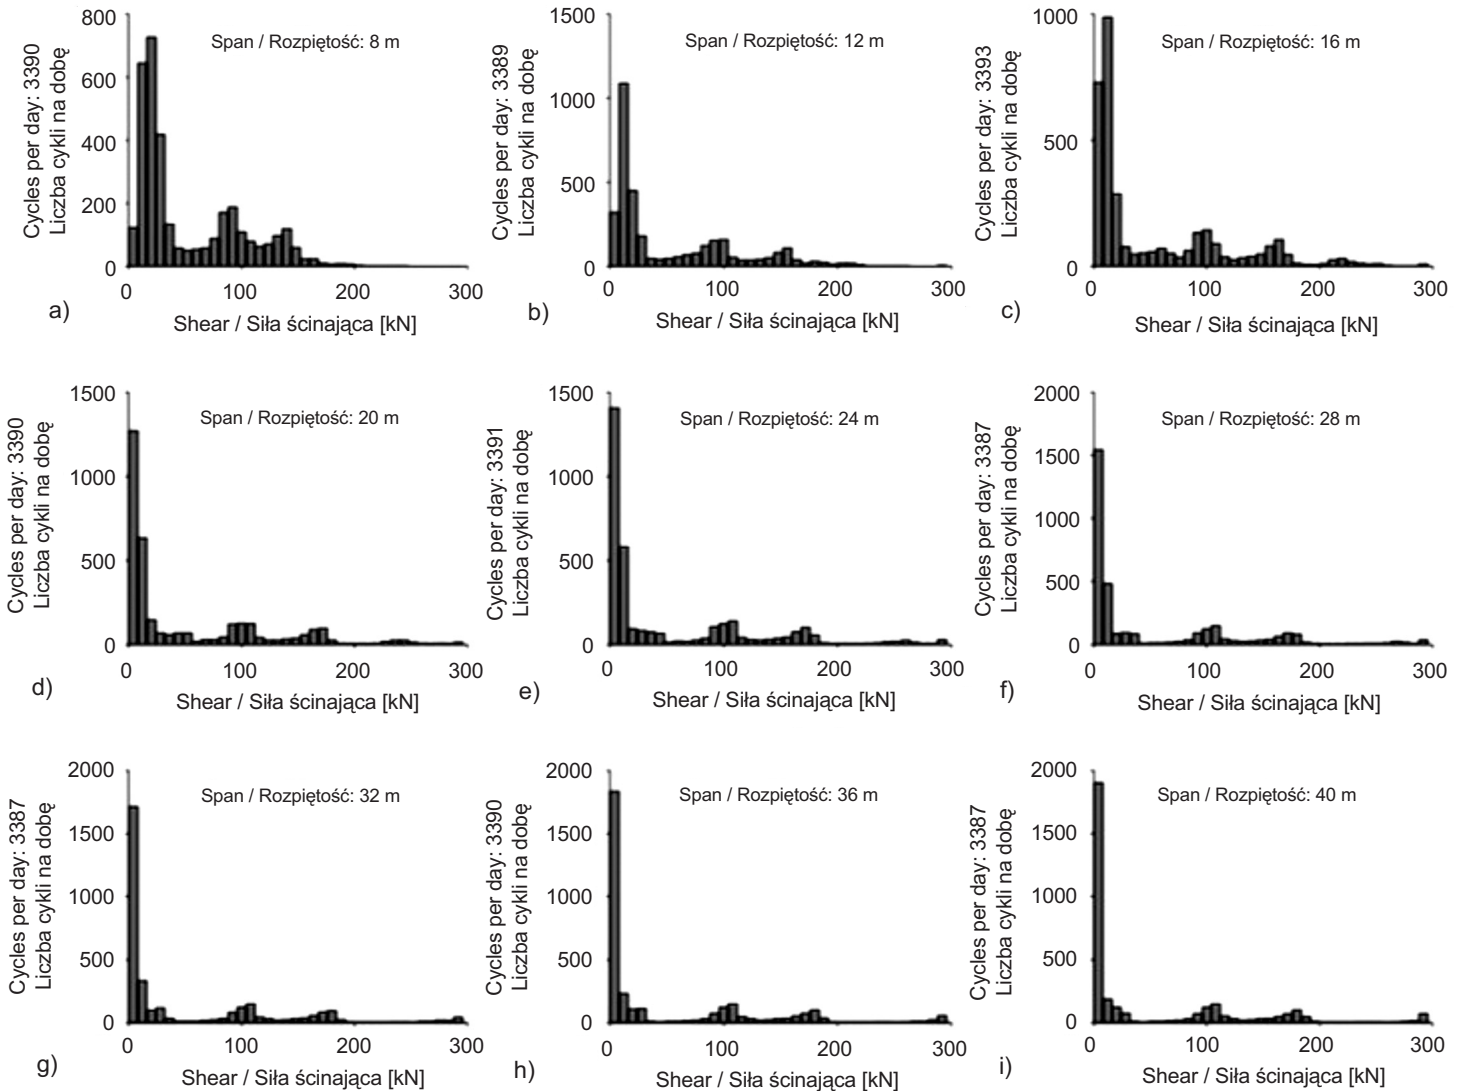 Cycles per day: 3390
Liczba cykli na dobę
800
600
400
200
0
Span / Rozpiętość: 8 m
0 100 200 300
a)
Shear / Siła ścinająca [kN]
Cycles per day: 3389
Liczba cykli na dobę
1500
1000
500
0
Span / Rozpiętość: 12 m
0 100 200 300
b)
Shear / Siła ścinająca [kN]
Cycles per day: 3393
Liczba cykli na dobę
1000
500
0
Span / Rozpiętość: 16 m
0 100 200 300
c)
Shear / Siła ścinająca [kN]
Cycles per day: 3390
Liczba cykli na dobę
1500
1000
500
0
Span / Rozpiętość: 20 m
0 100 200 300
d)
Shear / Siła ścinająca [kN]
Cycles per day: 3391
Liczba cykli na dobę
1500
1000
500
0
Span / Rozpiętość: 24 m
0 100 200 300
e)
Shear / Siła ścinająca [kN]
Cycles per day: 3387
Liczba cykli na dobę
2000
1500
1000
500
0
Span / Rozpiętość: 28 m
0 100 200 300
f)
Shear / Siła ścinająca [kN]
Cycles per day: 3387
Liczba cykli na dobę
2000
1500
1000
500
0
Span / Rozpiętość: 32 m
0 100 200 300
g)
Shear / Siła ścinająca [kN]
Cycles per day: 3390
Liczba cykli na dobę
2000
1500
1000
500
0
Span / Rozpiętość: 36 m
0 100 200 300
h)
Shear / Siła ścinająca [kN]
Cycles per day: 3387
Liczba cykli na dobę
2000
1500
1000
500
0
Span / Rozpiętość: 40 m
0 100 200 300
i)
Shear / Siła ścinająca [kN]